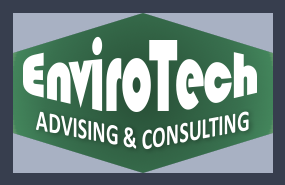 EnviroTech
ADVISING & CONSULTING